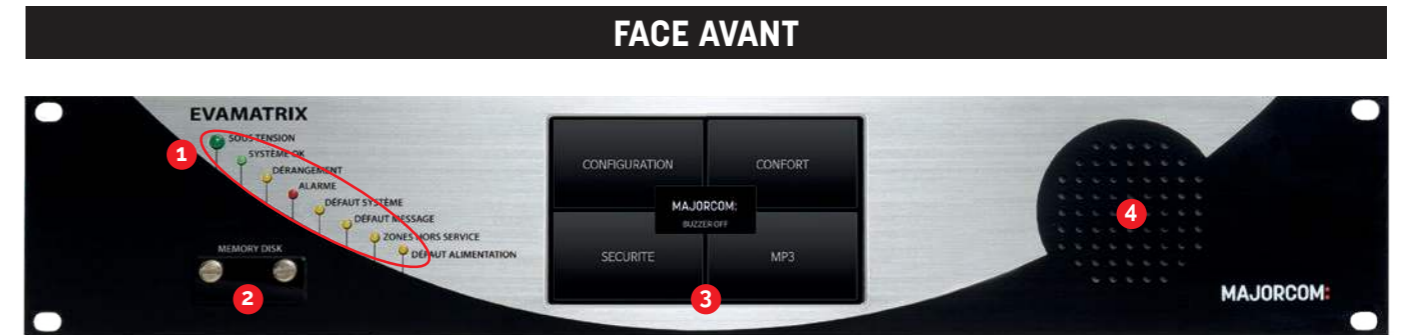 FACE AVANT
EVAMATRIX
SOUS TENSION
SYSTÈME OK
DÉRANGEMENT
ALARME
DÉFAUT SYSTÈME
DÉFAUT MESSAGE
ZONES HORS SERVICE
DÉFAUT ALIMENTATION
1
MEMORY DISK
2
CONFIGURATION
CONFORT
MAJORCOM:
BUZZER OFF
SECURITE
MP3
3
4
MAJORCOM: